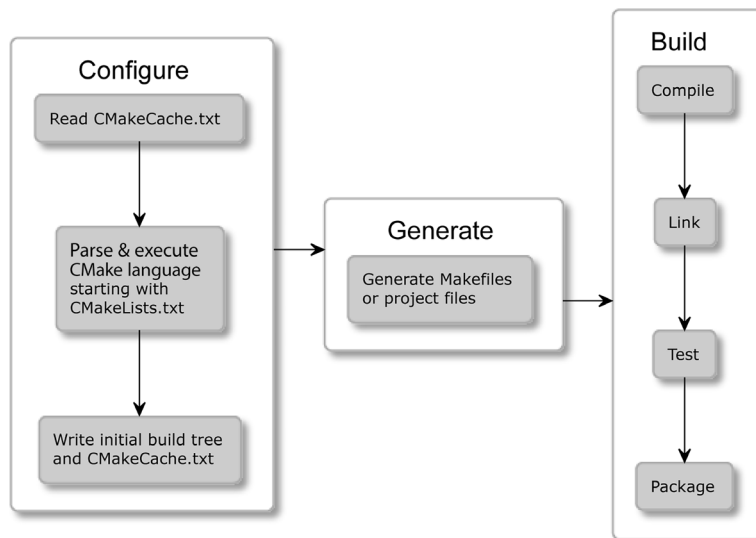 Configure
Read CMakeCache.txt
Parse & execute
CMake language
starting with
CMakeLists.txt
Write initial build tree
and CMakeCache.txt
Generate
Generate Makefiles
or project files
Build
Compile
Link
Test
Package